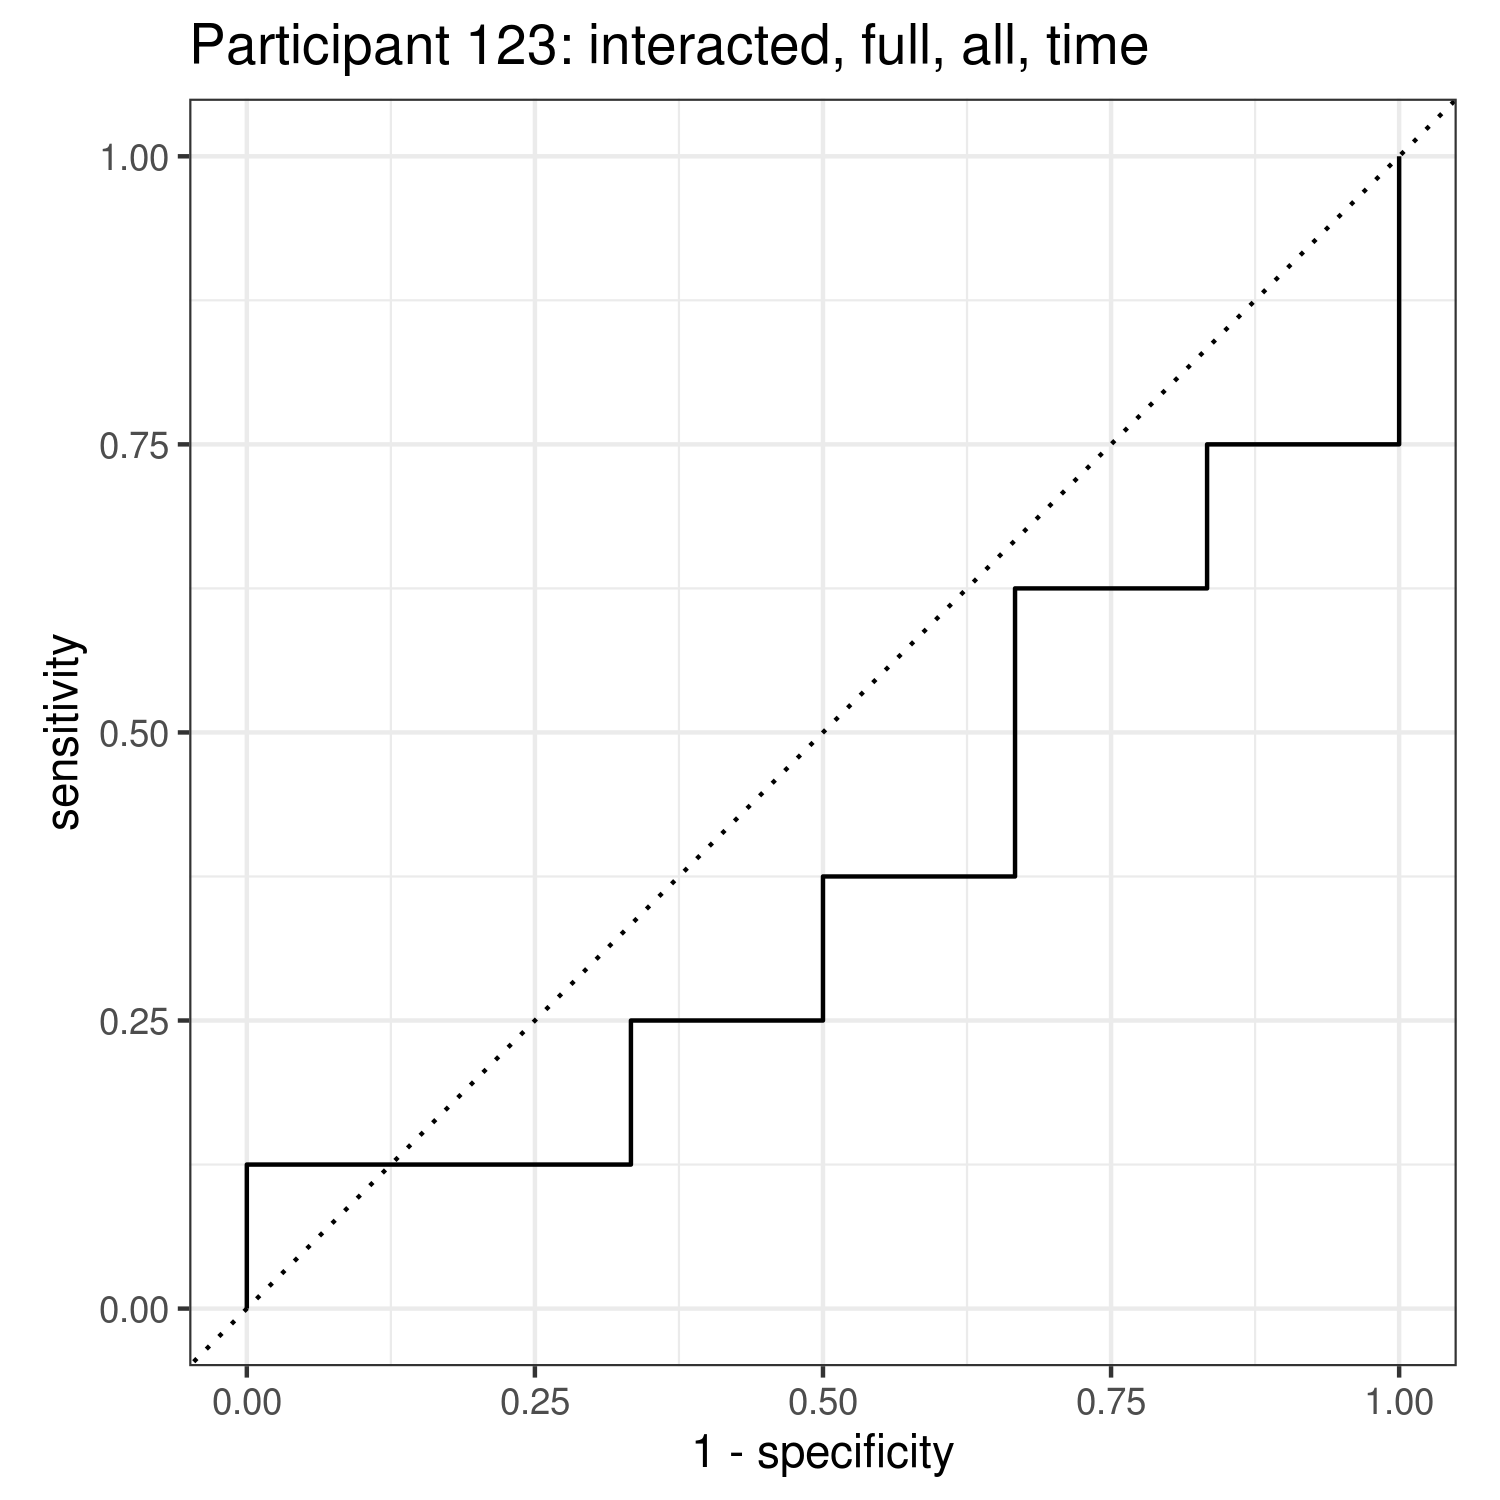 Participant 123: interacted, full, all, time
1.00
0.75
0.50
0.25
0.00
sensitivity
0.00 0.25 0.50 0.75 1.00
1 - specificity